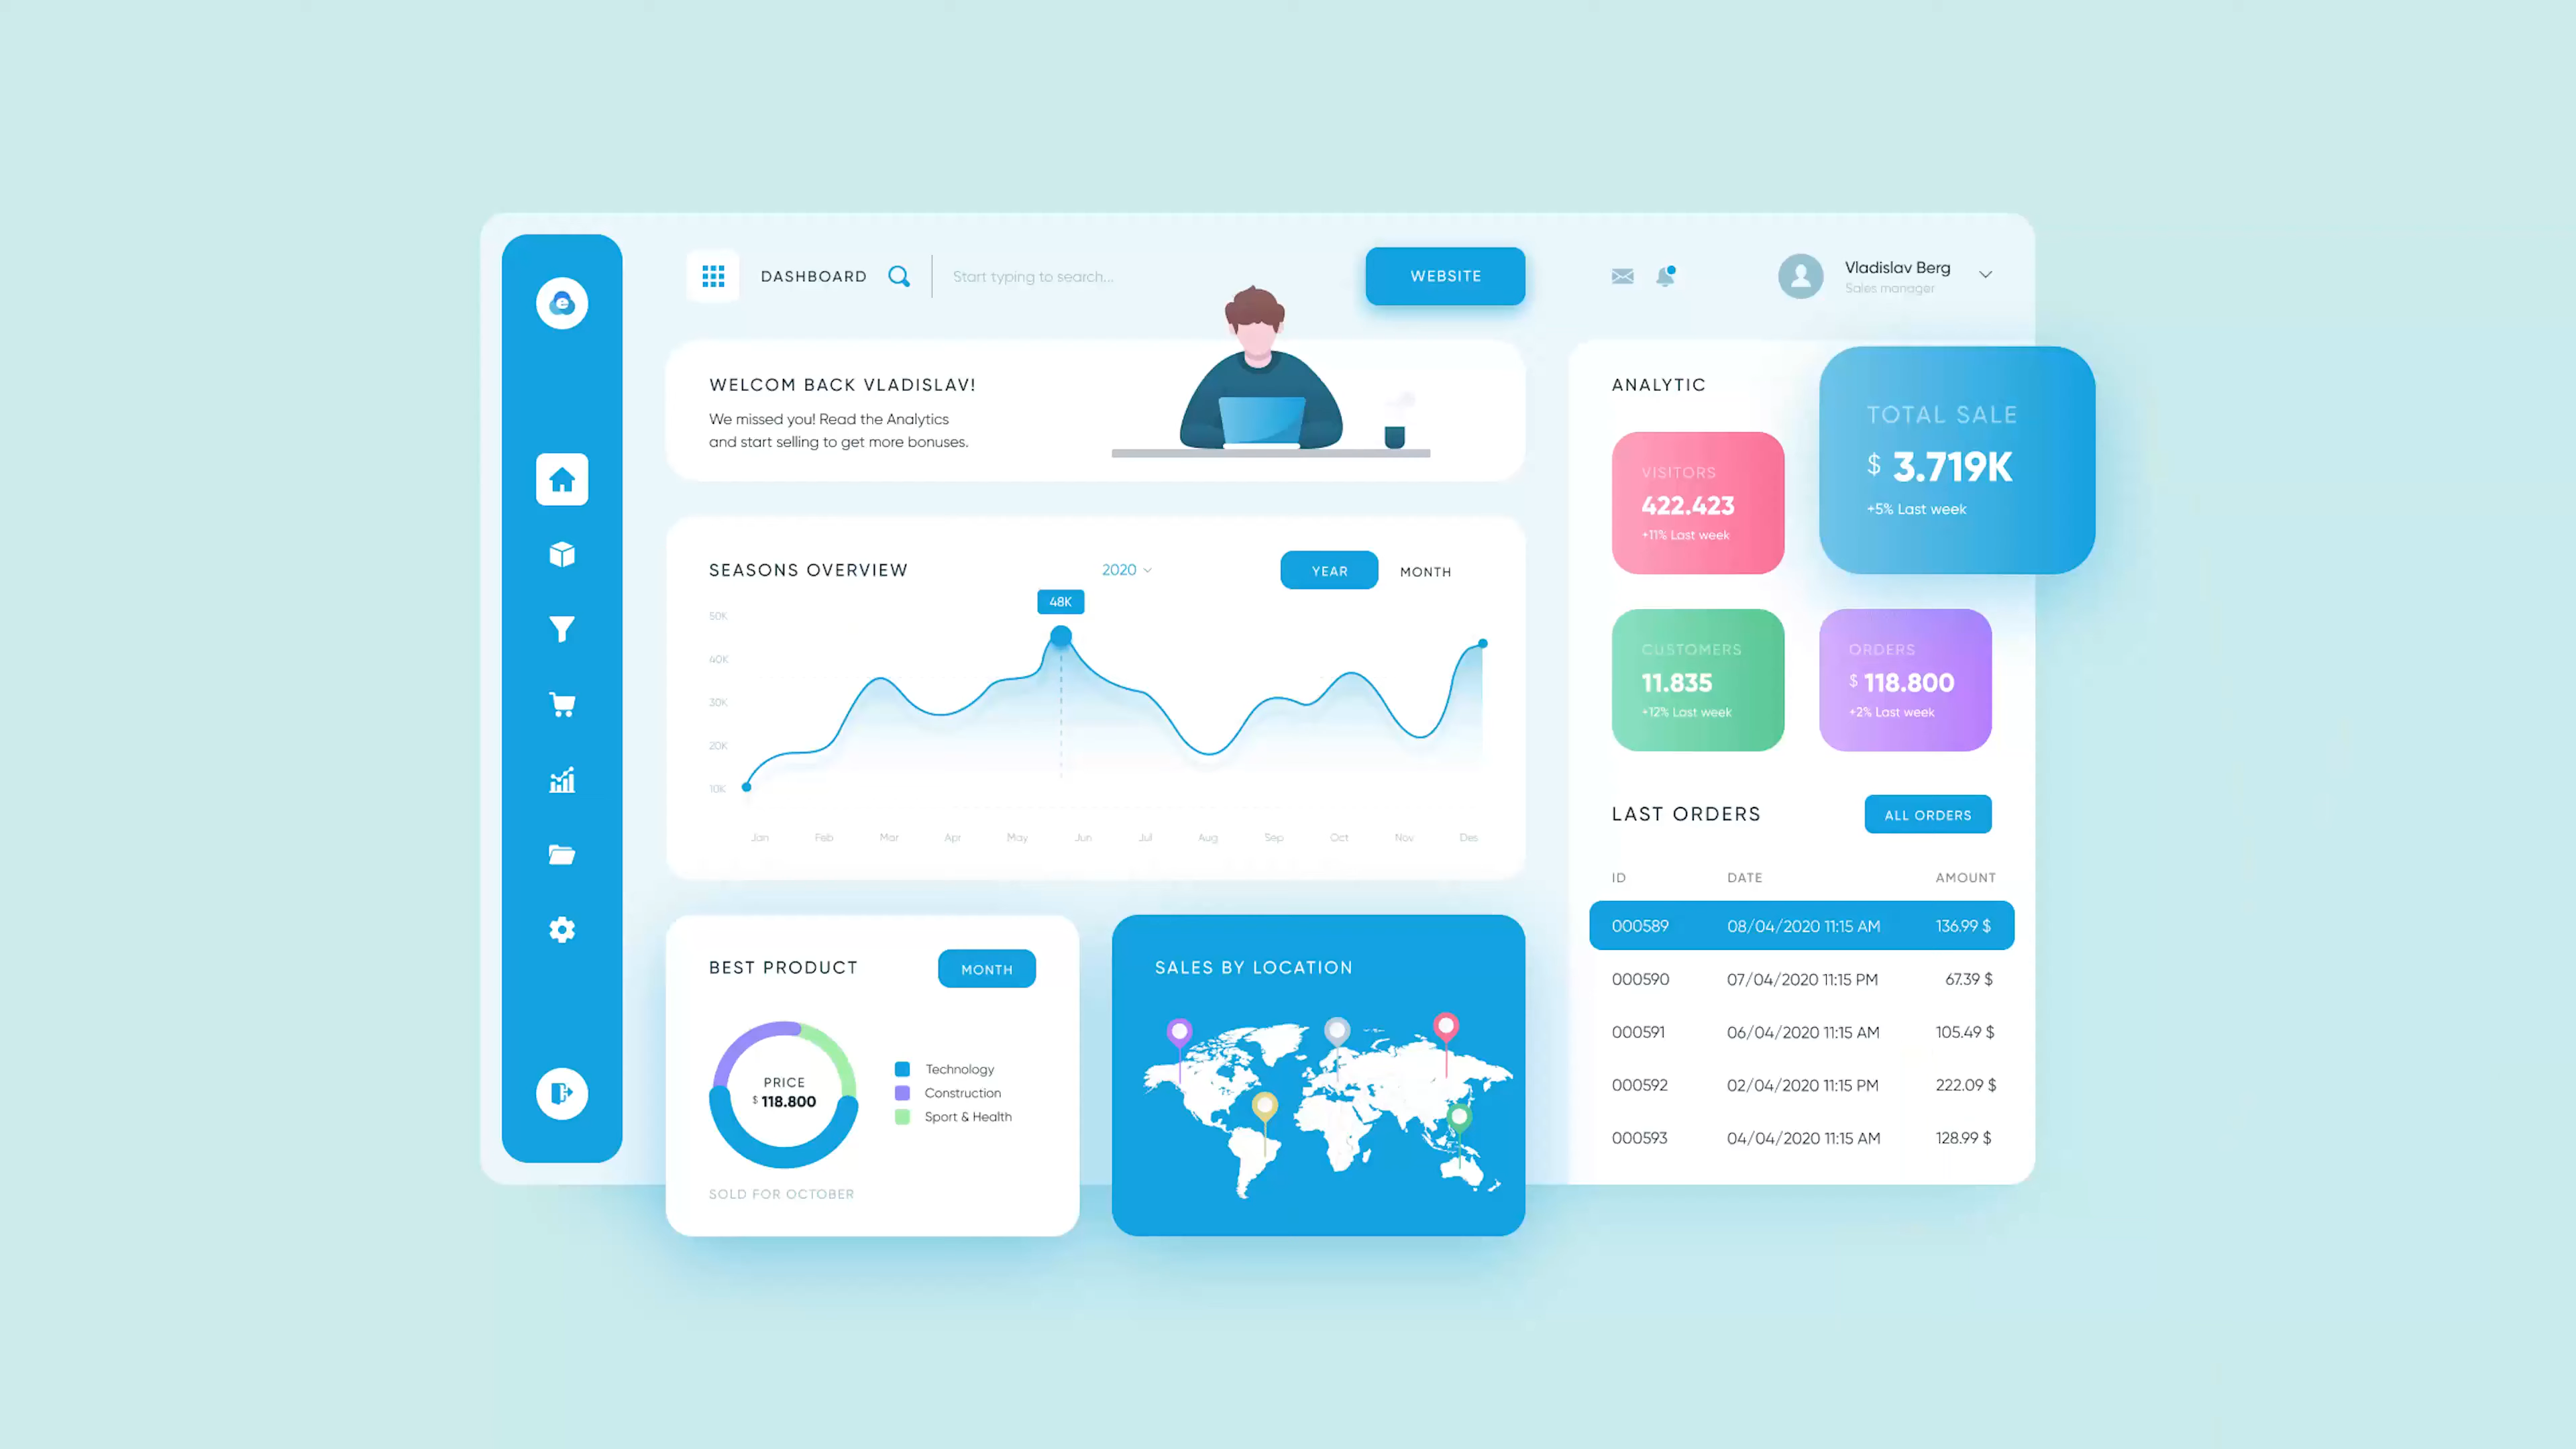 DASHBOARD
Start typing to search...
WEBSITE
Vladislav Berg
Sales manager
WELCOM BACK VLADISLAV!
We missed you! Read the Analytics
and start selling to get more bonuses.
SEASONS OVERVIEW
2020
YEAR
MONTH
48K
50K
40K
30K
20K
10K
Jan Feb Mar Apr May Jun Jul Aug Sep Oct Nov Des
BEST PRODUCT
MONTH
PRICE
$ 118.800
Technology
Construction
Sport & Health
SOLD FOR OCTOBER
SALES BY LOCATION
ANALYTIC
VISITORS
422.423
+11% Last week
TOTAL SALE
$ 3.719K
+5% Last week
CUSTOMERS
11.835
+12% Last week
ORDERS
$ 118.800
+2% Last week
LAST ORDERS
ALL ORDERS
ID DATE AMOUNT
000589 08/04/2020 11:15 AM 136.99 $
000590 07/04/2020 11:15 PM 67.39 $
000591 06/04/2020 11:15 AM 105.49 $
000592 02/04/2020 11:15 PM 222.09 $
000593 04/04/2020 11:15 AM 128.99 $